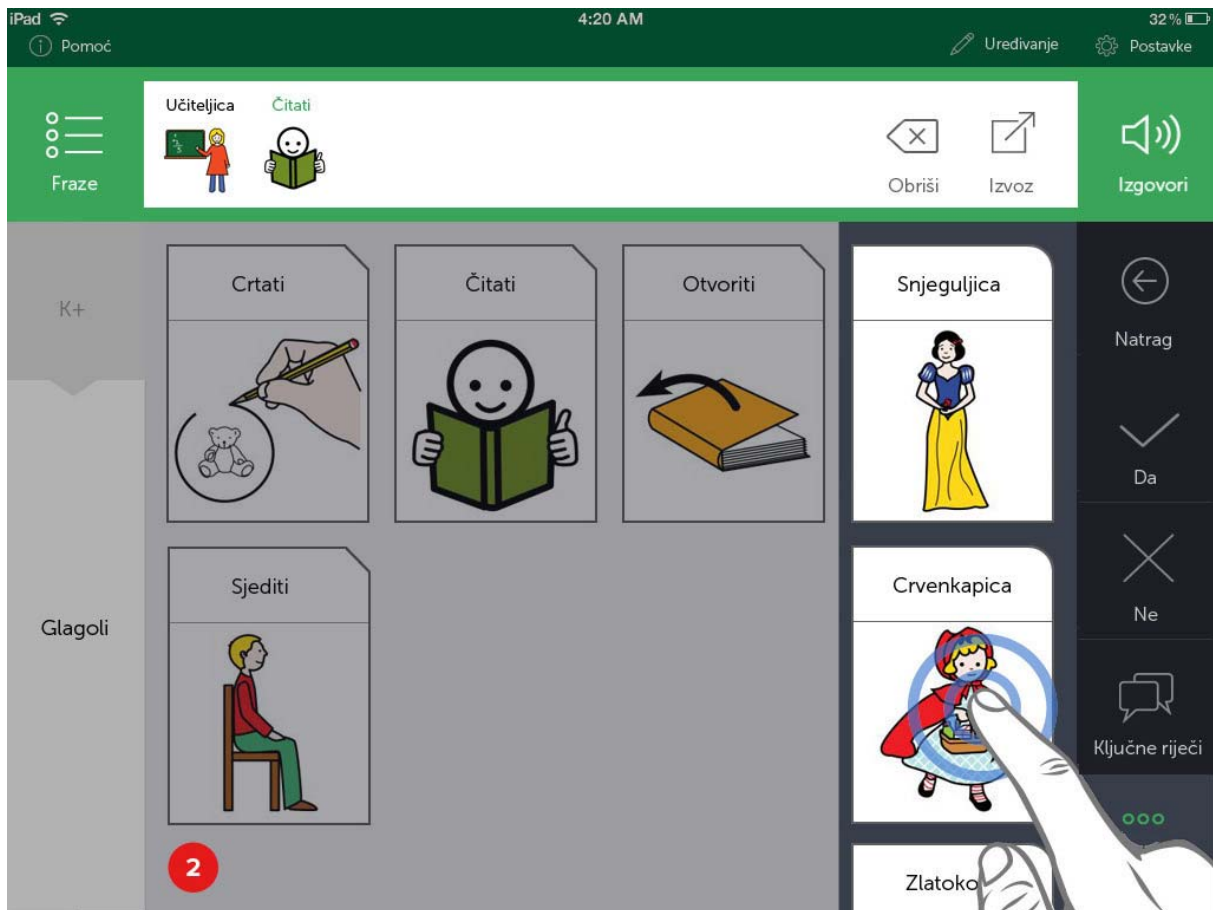 iPad 4:20 AM 32%
Pomoć Uredivanje Postavke
Učiteljica Čitati
Fraze Obriši Izvoz Izgovori
K+
Crtati Čitati Otvoriti Snjeguljica
Natrag
Da
Sjediti Crvenkapica
Glagoli Ne
Ključne riječi
2